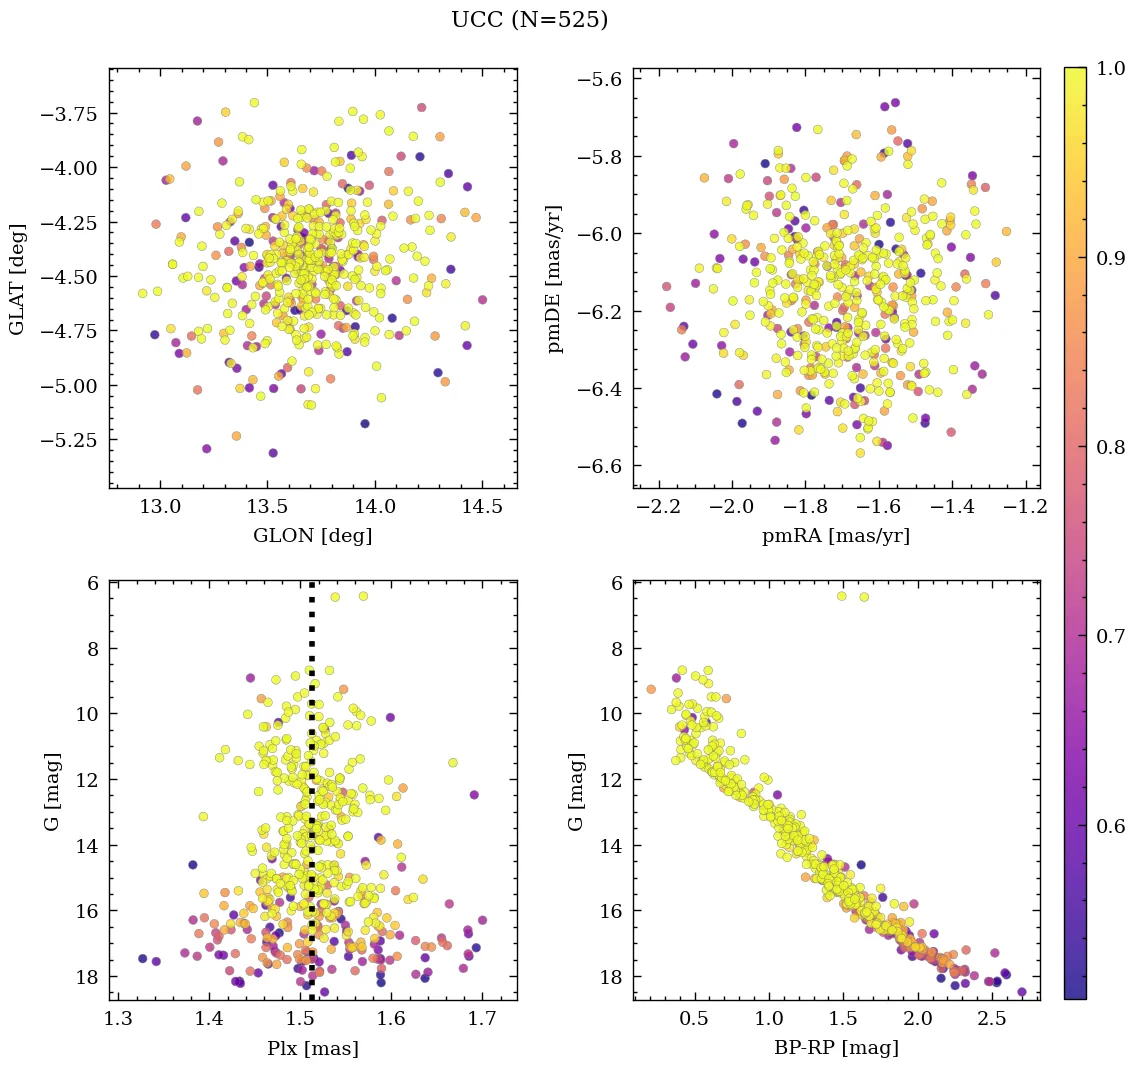 UCC (N=525)
−3.75
−4.00
−4.25
−4.50
−4.75
−5.00
−5.25
GLAT [deg]
13.0 13.5 14.0 14.5
GLON [deg]
−5.6
−5.8
−6.0
−6.2
−6.4
−6.6
pmDE [mas/yr]
−2.2 −2.0 −1.8 −1.6 −1.4 −1.2
pmRA [mas/yr]
1.0
0.9
0.8
0.7
0.6
6
8
10
12
14
16
18
G [mag]
1.3 1.4 1.5 1.6 1.7
Plx [mas]
6
8
10
12
14
16
18
G [mag]
0.5 1.0 1.5 2.0 2.5
BP-RP [mag]